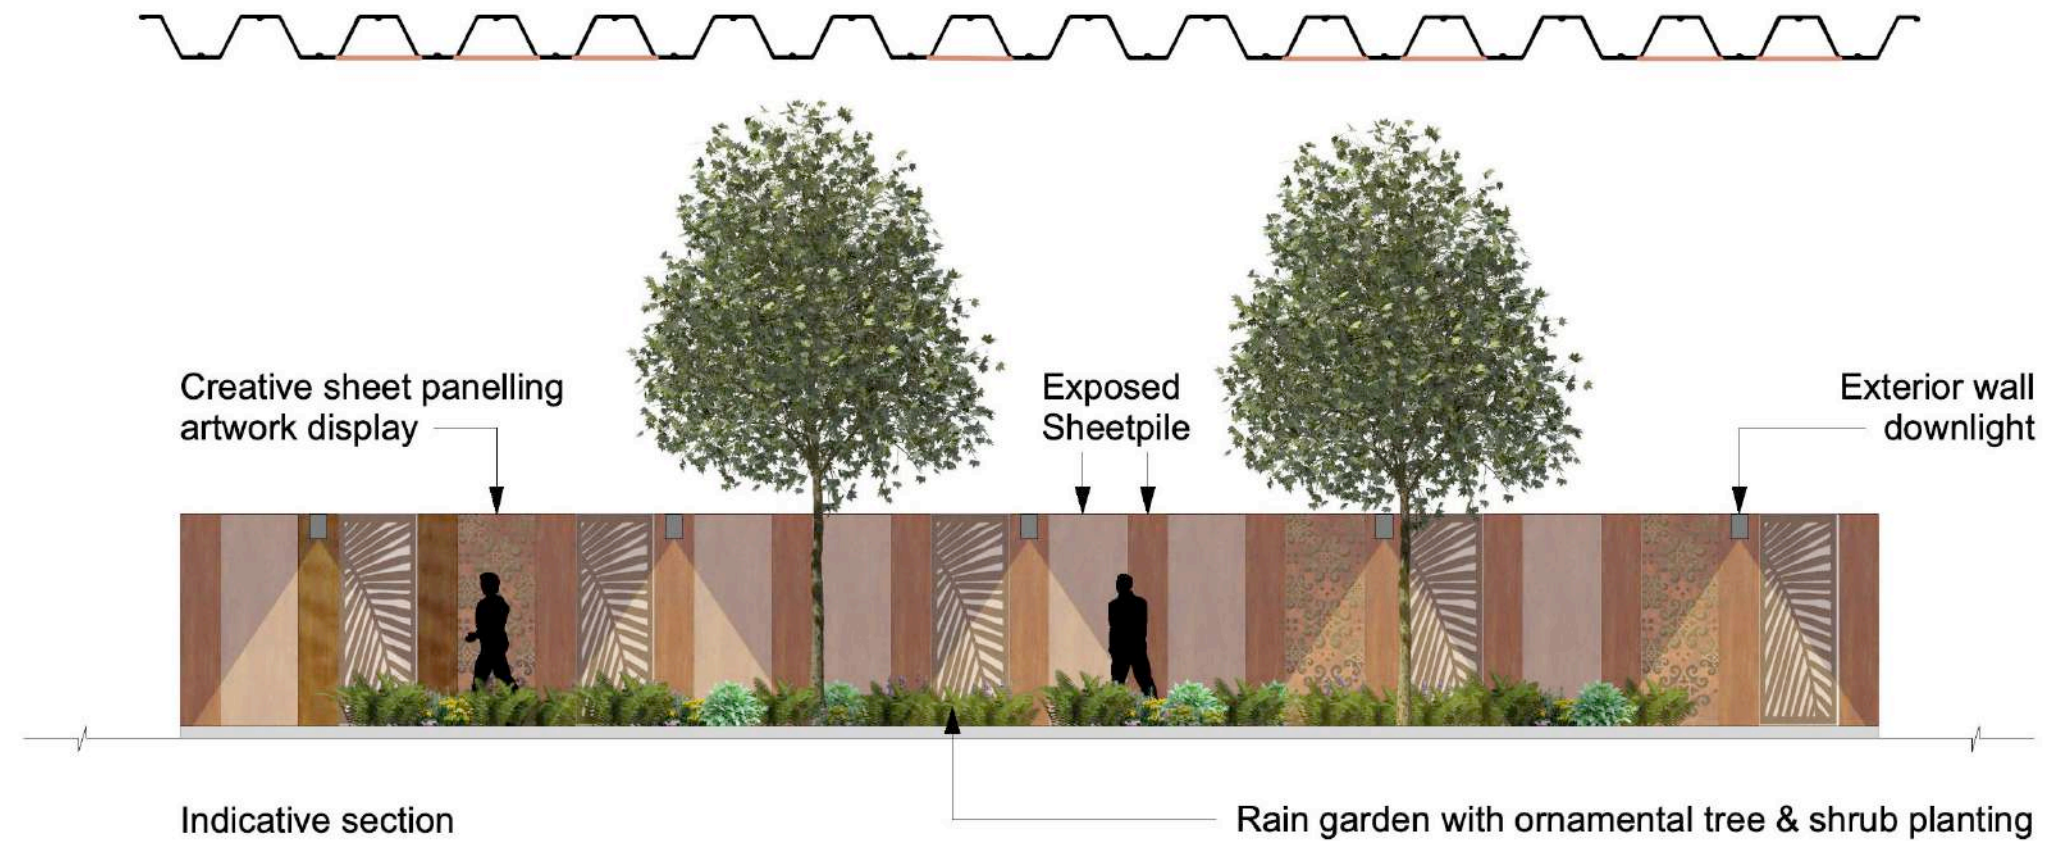 Creative sheet panelling
artwork display
Exposed
Sheetpile
Exterior wall
downlight
Indicative section
Rain garden with ornamental tree & shrub planting